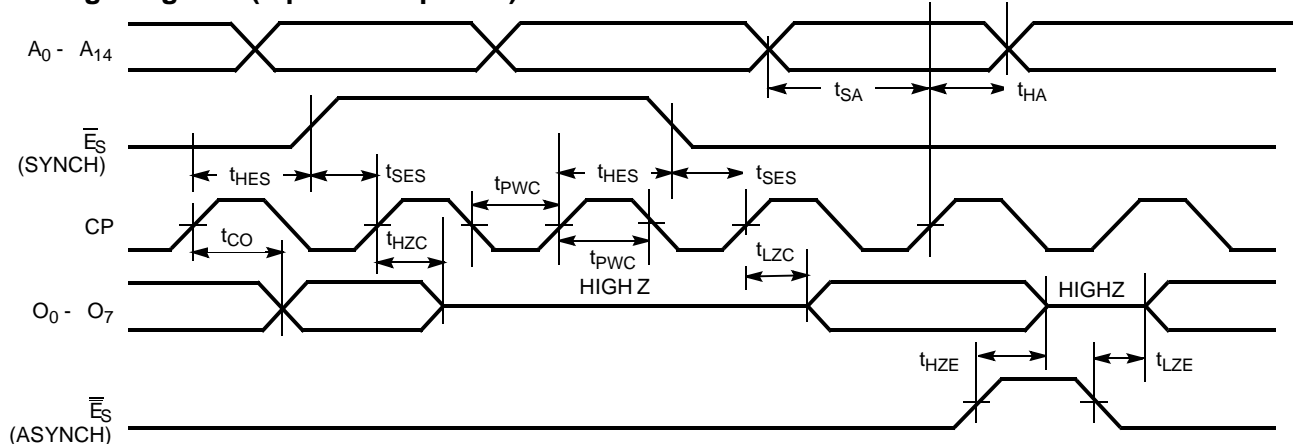 A0 - A14
tSA
tHA
ES
(SYNCH)
tHES
tSES
tPWC
tHES
tSES
CP
tCO
tHZC
tPWC
tLZC
HIGH Z
HIGHZ
O0 - O7
tHZE
tLZE
ES
(ASYNCH)